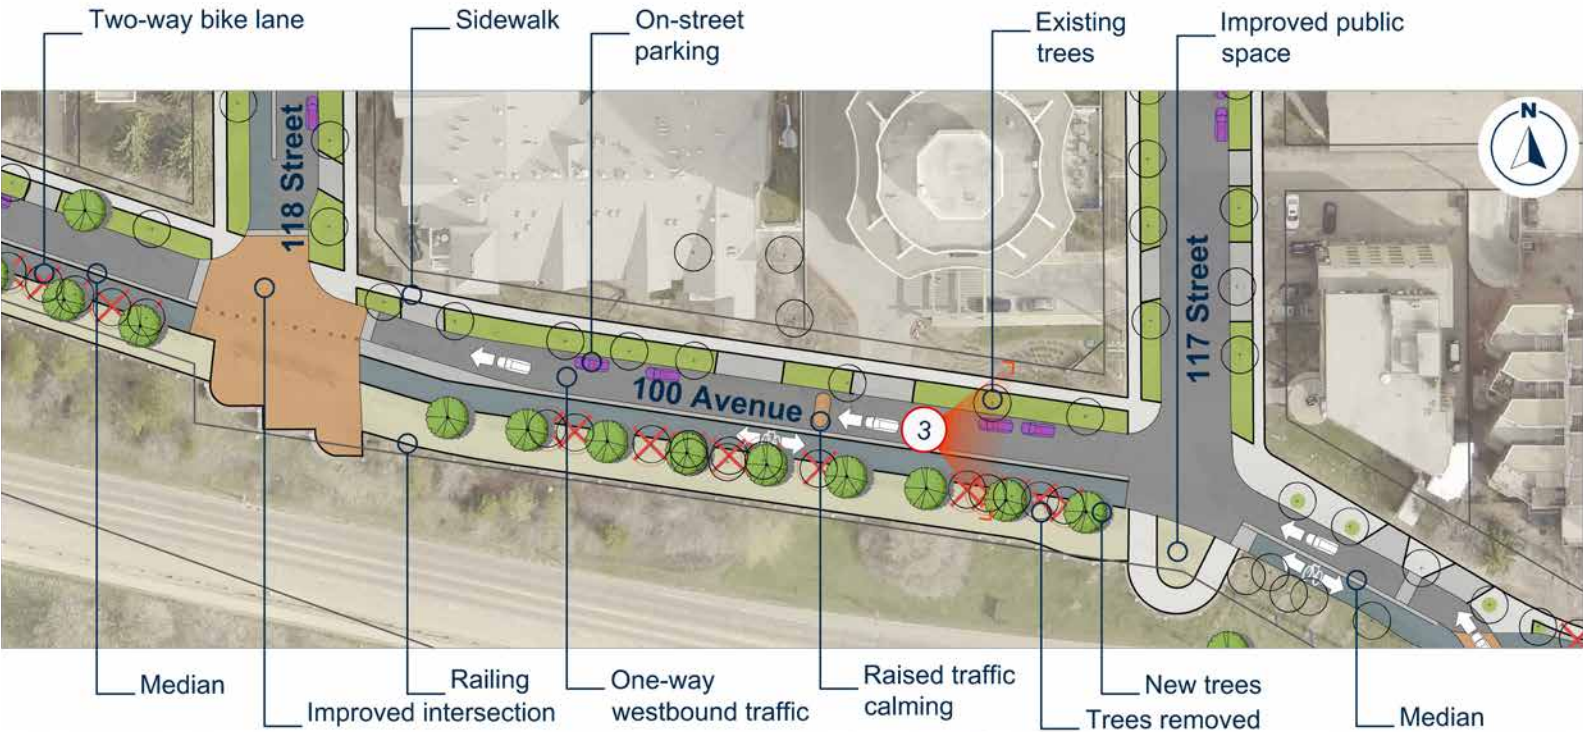 Two-way bike lane
Sidewalk
On-street
parking
Existing
trees
Improved public
space
N
118 Street
117 Street
100 Avenue
3
Median
Improved intersection
Railing
One-way
westbound traffic
Raised traffic
calming
New trees
Trees removed
Median